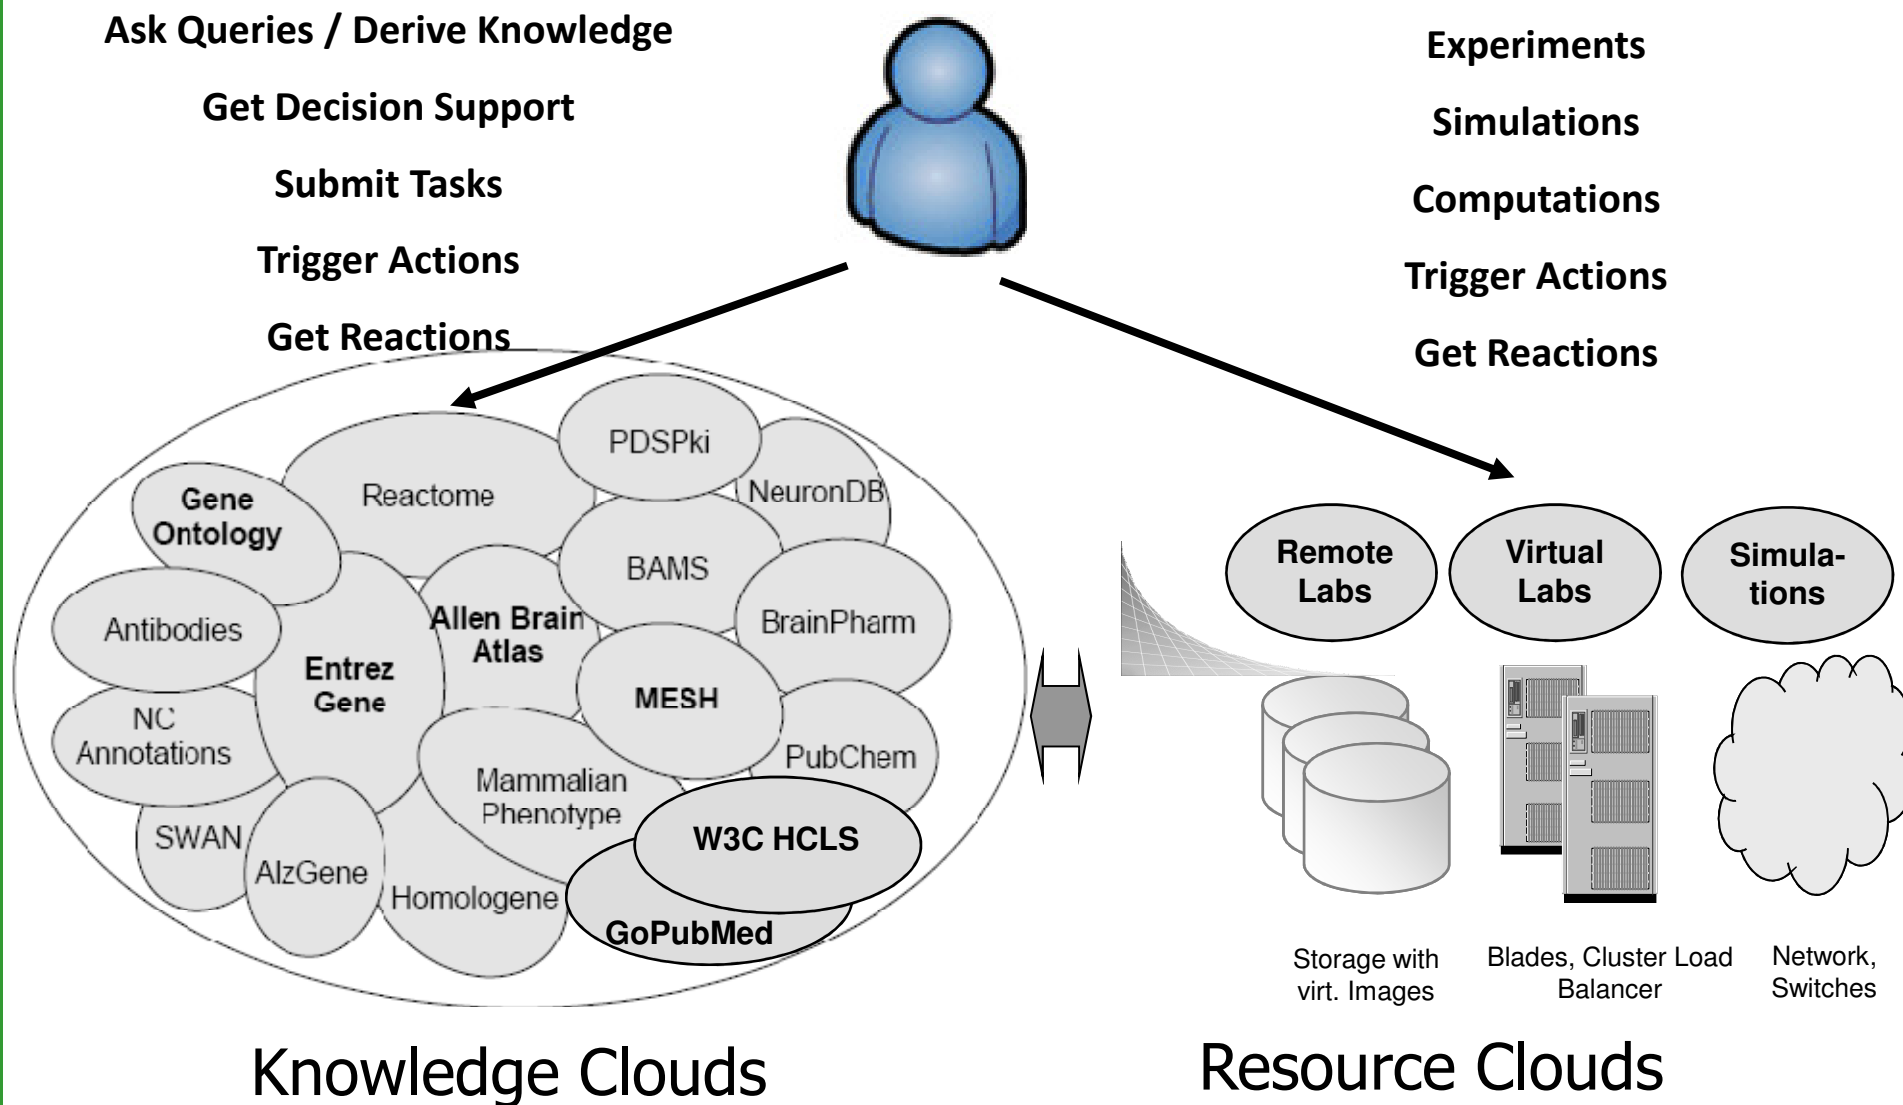 Ask Queries / Derive Knowledge
Get Decision Support
Submit Tasks
Trigger Actions
Get Reactions
Experiments
Simulations
Computations
Trigger Actions
Get Reactions
PDSPki
NeuronDB
Reactome
Gene
Ontology
BAMS
Allen Brain
Atlas
BrainPharm
Antibodies
Entrez
Gene
MESH
NC
Annotations
PubChem
Mammalian
Phenotype
SWAN
AlzGene
Homologene
W3C HCLS
GoPubMed
Remote
Labs
Virtual
Labs
Simula-
tions
Storage with
virt. Images
Blades, Cluster Load
Balancer
Network,
Switches
Knowledge Clouds
Resource Clouds